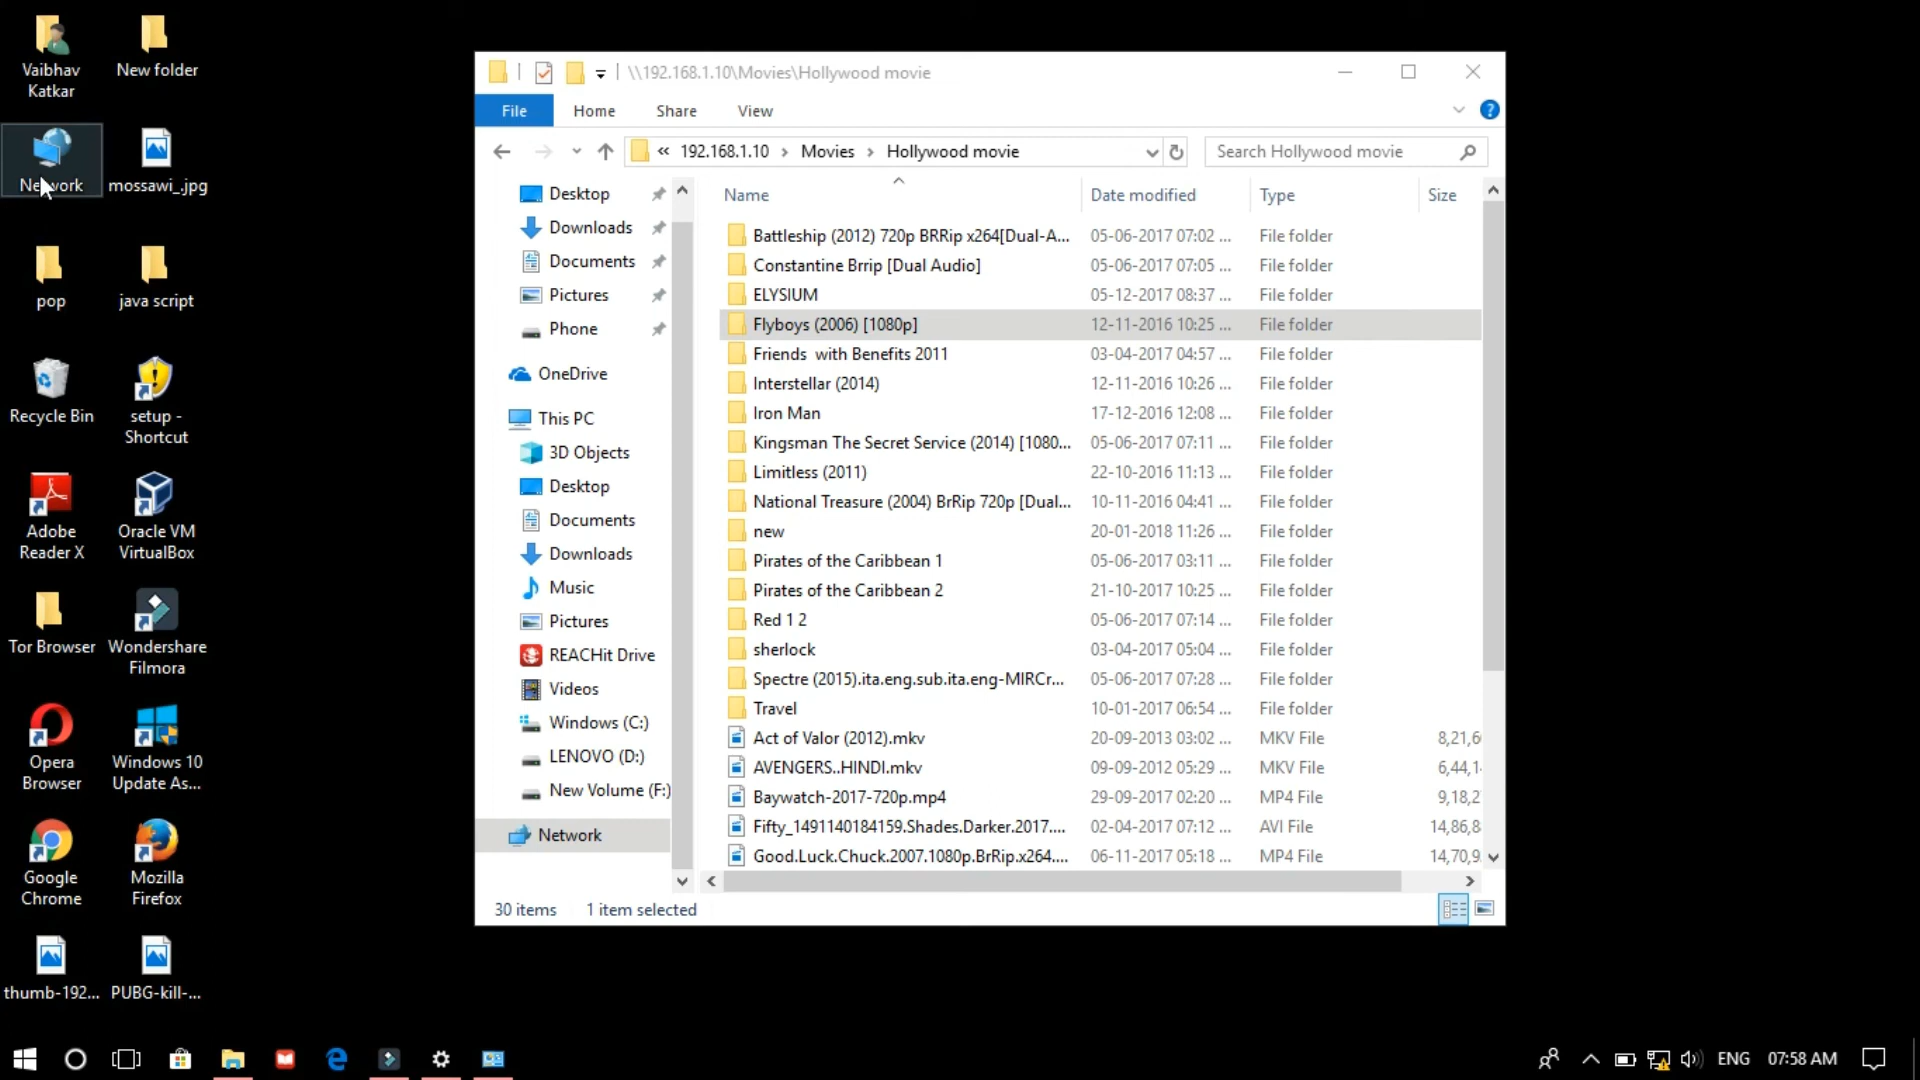 Vaibhav
Katkar
New folder
Network
mossawi_.jpg
pop
java script
Recycle Bin
setup -
Shortcut
Adobe
Reader X
Oracle VM
VirtualBox
Tor Browser
Wondershare
Filmora
Opera
Browser
Windows 10
Update As...
Google
Chrome
Mozilla
Firefox
thumb-192...
PUBG-kill-...
\\192.168.1.10\Movies\Hollywood movie
File Home Share View
« 192.168.1.10 > Movies > Hollywood movie
Search Hollywood movie
Desktop
Downloads
Documents
Pictures
Phone
OneDrive
This PC
3D Objects
Desktop
Documents
Downloads
Music
Pictures
REACHit Drive
Videos
Windows (C:)
LENOVO (D:)
New Volume (F:)
Network
Name Date modified Type Size
Battleship (2012) 720p BRRip x264[Dual-A... 05-06-2017 07:02 ... File folder
Constantine Brrip [Dual Audio] 05-06-2017 07:05 ... File folder
ELYSIUM 05-12-2017 08:37 ... File folder
Flyboys (2006) [1080p] 12-11-2016 10:25 ... File folder
Friends  with Benefits 2011 03-04-2017 04:57 ... File folder
Interstellar (2014) 12-11-2016 10:26 ... File folder
Iron Man 17-12-2016 12:08 ... File folder
Kingsman The Secret Service (2014) [1080... 05-06-2017 07:11 ... File folder
Limitless (2011) 22-10-2016 11:13 ... File folder
National Treasure (2004) BrRip 720p [Dual... 10-11-2016 04:41 ... File folder
new 20-01-2018 11:26 ... File folder
Pirates of the Caribbean 1 05-06-2017 03:11 ... File folder
Pirates of the Caribbean 2 21-10-2017 10:25 ... File folder
Red 1 2 05-06-2017 07:14 ... File folder
sherlock 03-04-2017 05:04 ... File folder
Spectre (2015).ita.eng.sub.ita.eng-MIRCr... 05-06-2017 07:28 ... File folder
Travel 10-01-2017 06:54 ... File folder
Act of Valor (2012).mkv 20-09-2013 03:02 ... MKV File 8,21,6
AVENGERS..HINDI.mkv 09-09-2012 05:29 ... MKV File 6,44,1
Baywatch-2017-720p.mp4 29-09-2017 02:20 ... MP4 File 9,18,2
Fifty_1491140184159.Shades.Darker.2017.... 02-04-2017 07:12 ... AVI File 14,86,8
Good.Luck.Chuck.2007.1080p.BrRip.x264.... 06-11-2017 05:18 ... MP4 File 14,70,9
30 items 1 item selected
ENG 07:58 AM